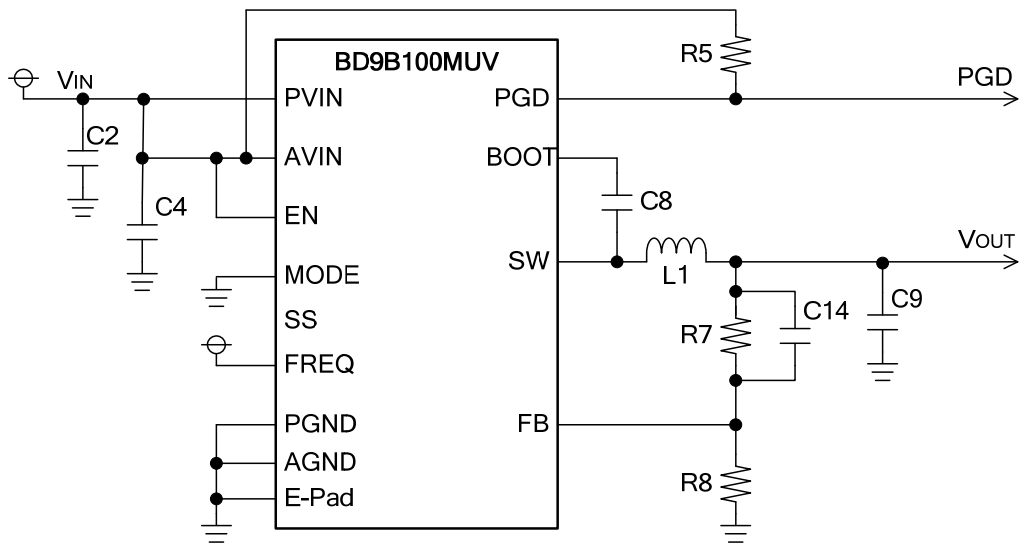 BD9B100MUV
R5
VIN
PVIN
PGD
PGD
C2
AVIN
BOOT
C4
EN
C8
SW
VOUT
MODE
L1
C9
SS
R7
C14
FREQ
PGND
FB
AGND
R8
E-Pad